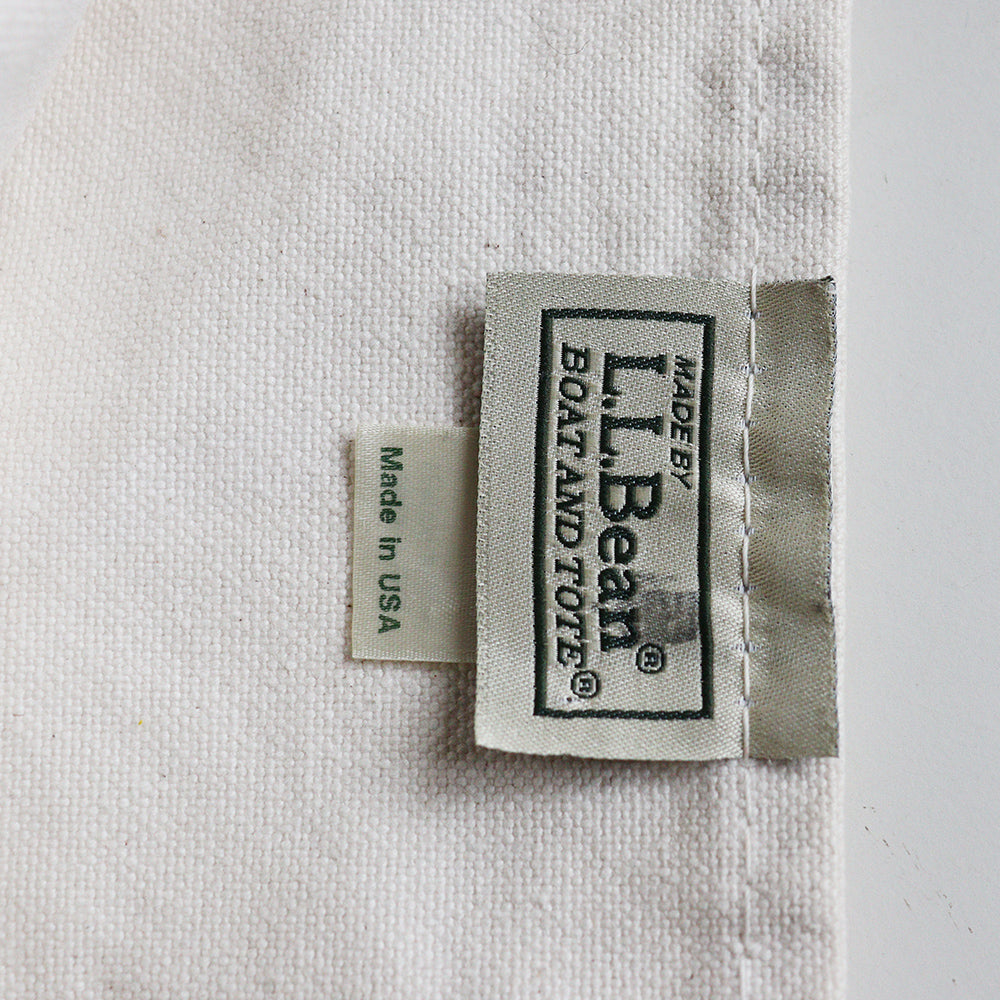 MADE BY
L.L.Bean®
BOAT AND TOTE®.
Made in USA